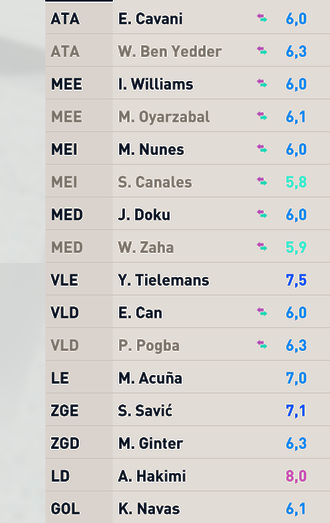 ATA E. Cavani 6,0
ATA W. Ben Yedder 6,3
MEE I. Williams 6,0
MEE M. Oyarzabal 6,1
MEI M. Nunes 6,0
MEI S. Canales 5,8
MED J. Doku 6,0
MED W. Zaha 5,9
VLE Y. Tielemans 7,5
VLD E. Can 6,0
VLD P. Pogba 6,3
LE M. Acuña 7,0
ZGE S. Savić 7,1
ZGD M. Ginter 6,3
LD A. Hakimi 8,0
GOL K. Navas 6,1